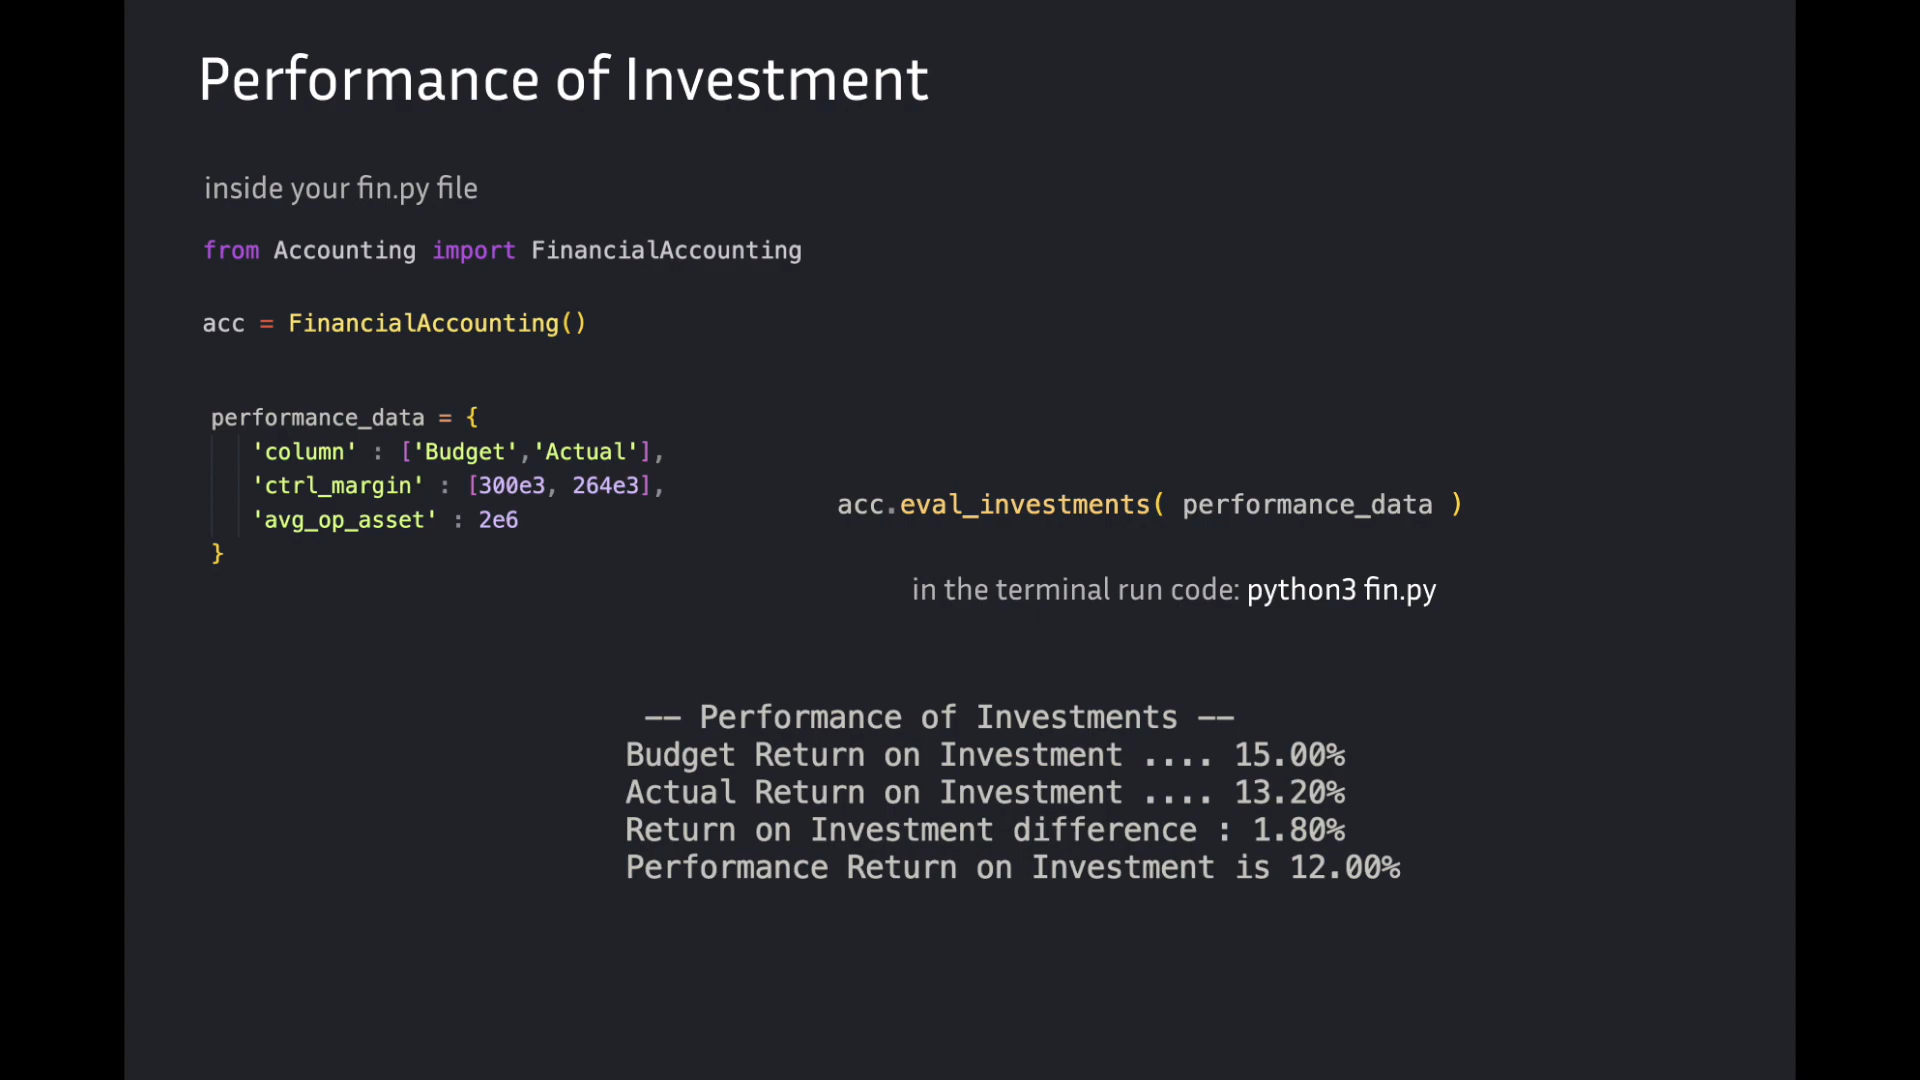 Performance of Investment
inside your fin.py file
from Accounting import FinancialAccounting
acc = FinancialAccounting()
performance_data = {
'column' : ['Budget','Actual'],
'ctrl_margin' : [300e3, 264e3],
'avg_op_asset' : 2e6
}
acc.eval_investments( performance_data )
in the terminal run code: python3 fin.py
—— Performance of Investments ——
Budget Return on Investment .... 15.00%
Actual Return on Investment .... 13.20%
Return on Investment difference : 1.80%
Performance Return on Investment is 12.00%